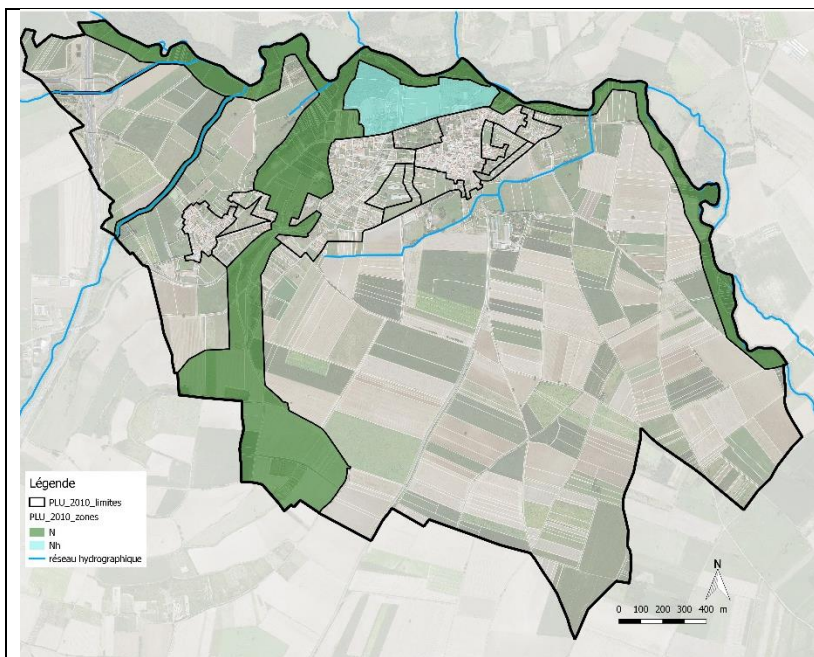 Légende
PLU_2010_limites
PLU_2010_zones
N
Nh
réseau hydrographique
N
0 100 200 300 400 m